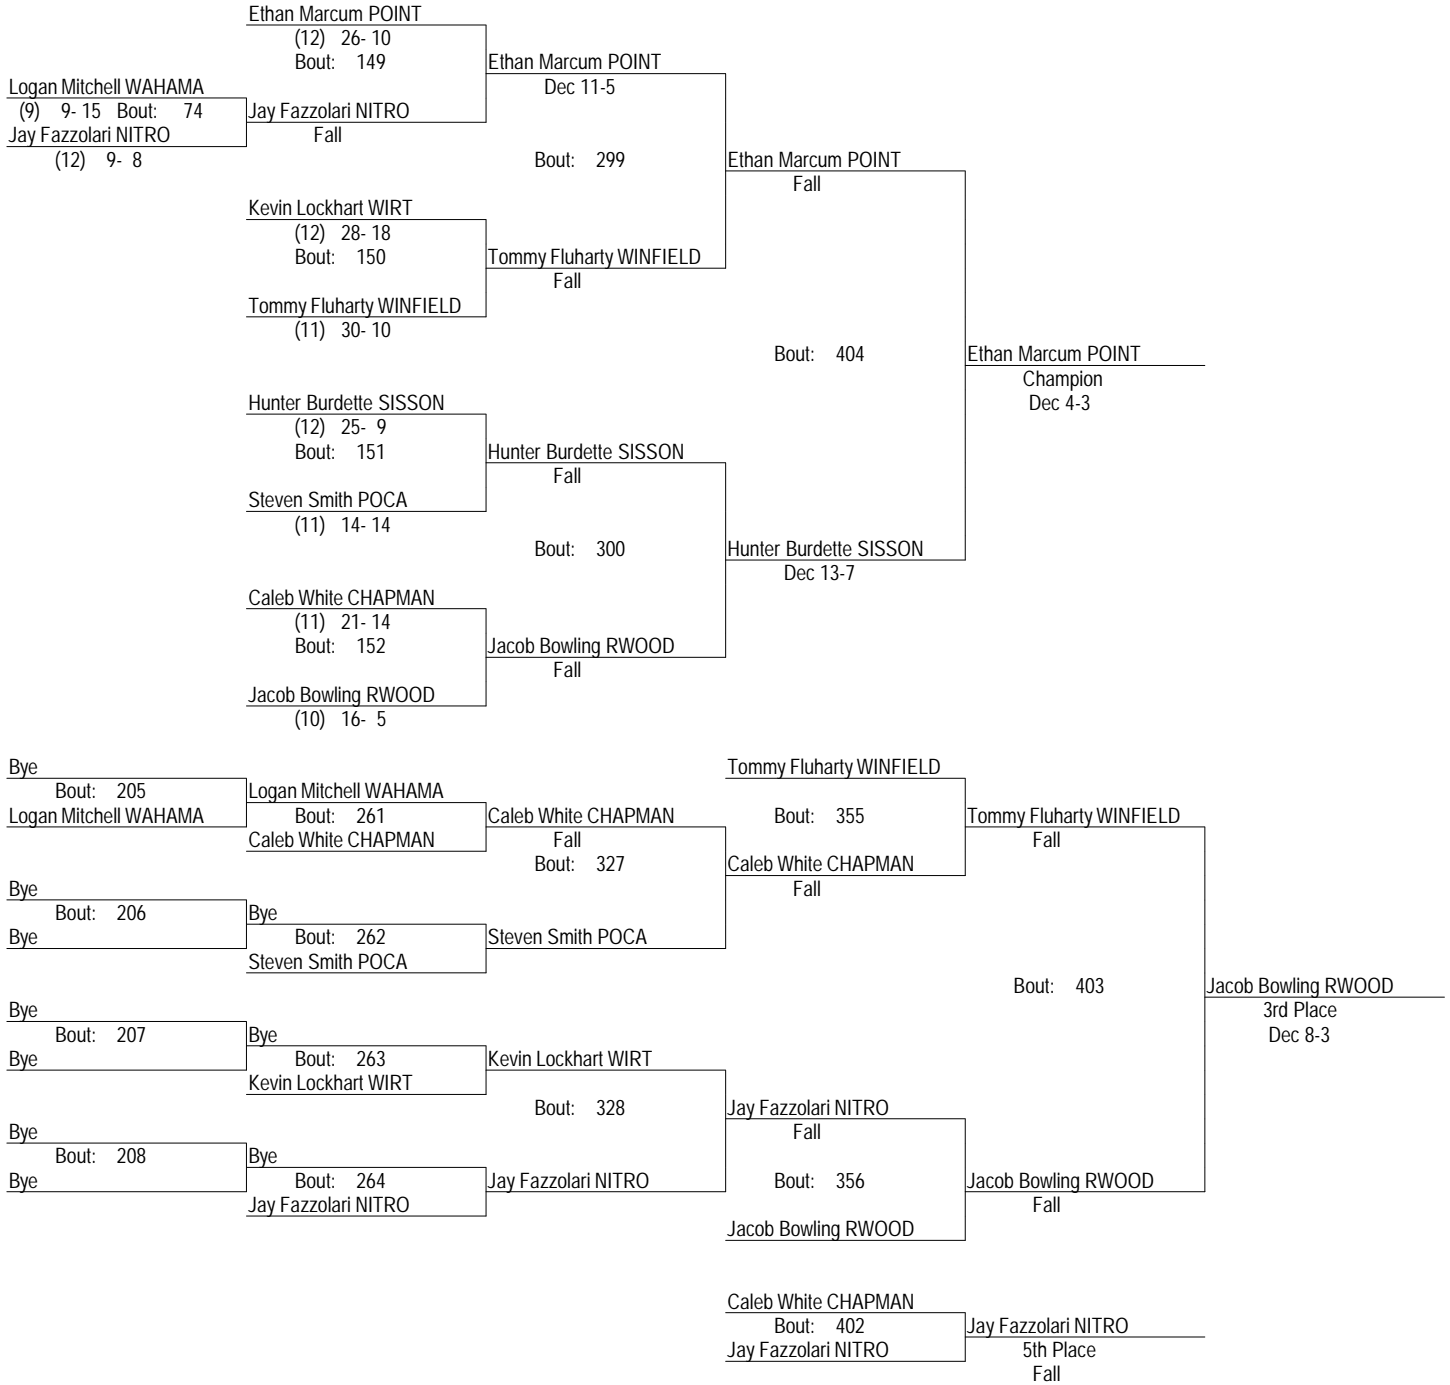 Ethan Marcum POINT
(12) 26- 10
Bout: 149
Ethan Marcum POINT
Dec 11-5
Logan Mitchell WAHAMA
(9) 9- 15 Bout: 74
Jay Fazzolari NITRO
Jay Fazzolari NITRO
Fall
(12) 9- 8
Bout: 299
Ethan Marcum POINT
Fall
Kevin Lockhart WIRT
(12) 28- 18
Bout: 150
Tommy Fluharty WINFIELD
Fall
Tommy Fluharty WINFIELD
(11) 30- 10
Bout: 404
Ethan Marcum POINT
Champion
Dec 4-3
Hunter Burdette SISSON
(12) 25- 9
Bout: 151
Hunter Burdette SISSON
Fall
Steven Smith POCA
(11) 14- 14
Bout: 300
Hunter Burdette SISSON
Dec 13-7
Caleb White CHAPMAN
(11) 21- 14
Bout: 152
Jacob Bowling RWOOD
Fall
Jacob Bowling RWOOD
(10) 16- 5
Bye
Bout: 205
Logan Mitchell WAHAMA
Logan Mitchell WAHAMA
Bout: 261
Caleb White CHAPMAN
Caleb White CHAPMAN
Fall
Bout: 327
Tommy Fluharty WINFIELD
Bout: 355
Caleb White CHAPMAN
Fall
Tommy Fluharty WINFIELD
Fall
Bye
Bout: 206
Bye
Bye
Bout: 262
Steven Smith POCA
Steven Smith POCA
Bout: 403
Jacob Bowling RWOOD
3rd Place
Dec 8-3
Bye
Bout: 207
Bye
Bye
Bout: 263
Kevin Lockhart WIRT
Kevin Lockhart WIRT
Bout: 328
Jay Fazzolari NITRO
Fall
Bye
Bout: 208
Bye
Bye
Bout: 264
Jay Fazzolari NITRO
Jay Fazzolari NITRO
Bout: 356
Jacob Bowling RWOOD
Jacob Bowling RWOOD
Fall
Caleb White CHAPMAN
Bout: 402
Jay Fazzolari NITRO
Jay Fazzolari NITRO
5th Place
Fall